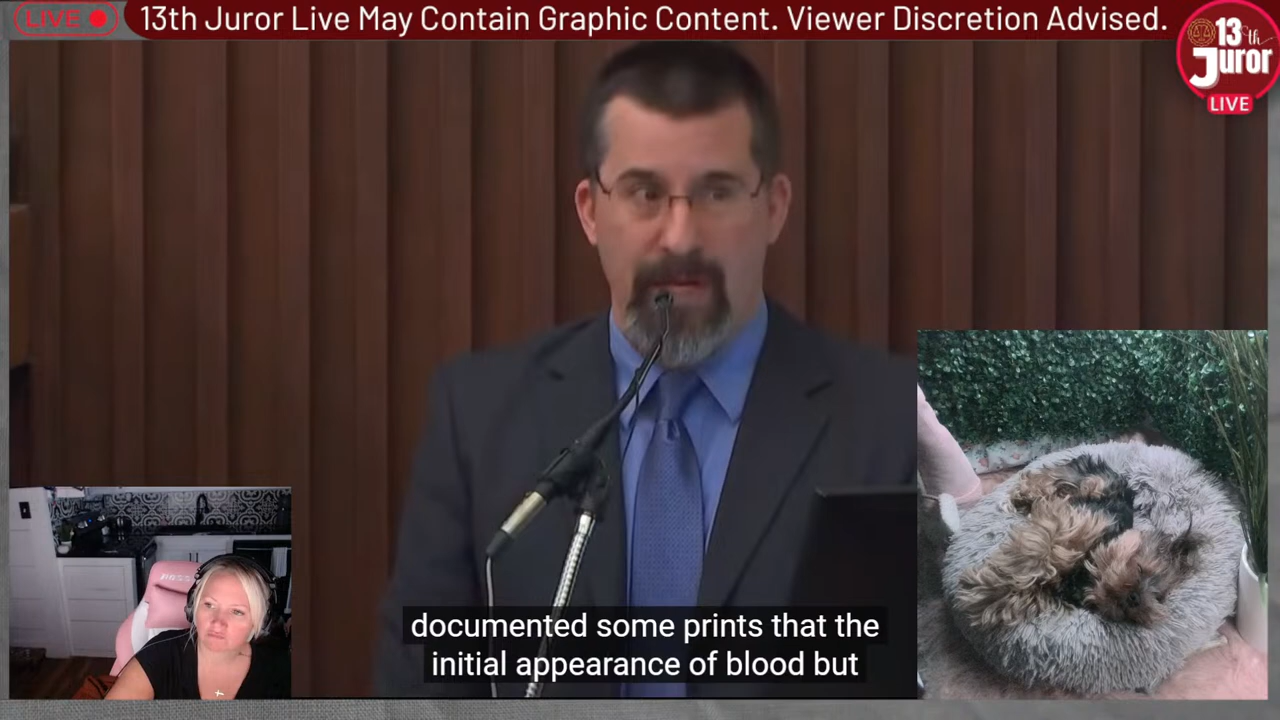 LIVE
13th Juror Live May Contain Graphic Content. Viewer Discretion Advised.
13th
Juror
LIVE
documented some prints that the
initial appearance of blood but